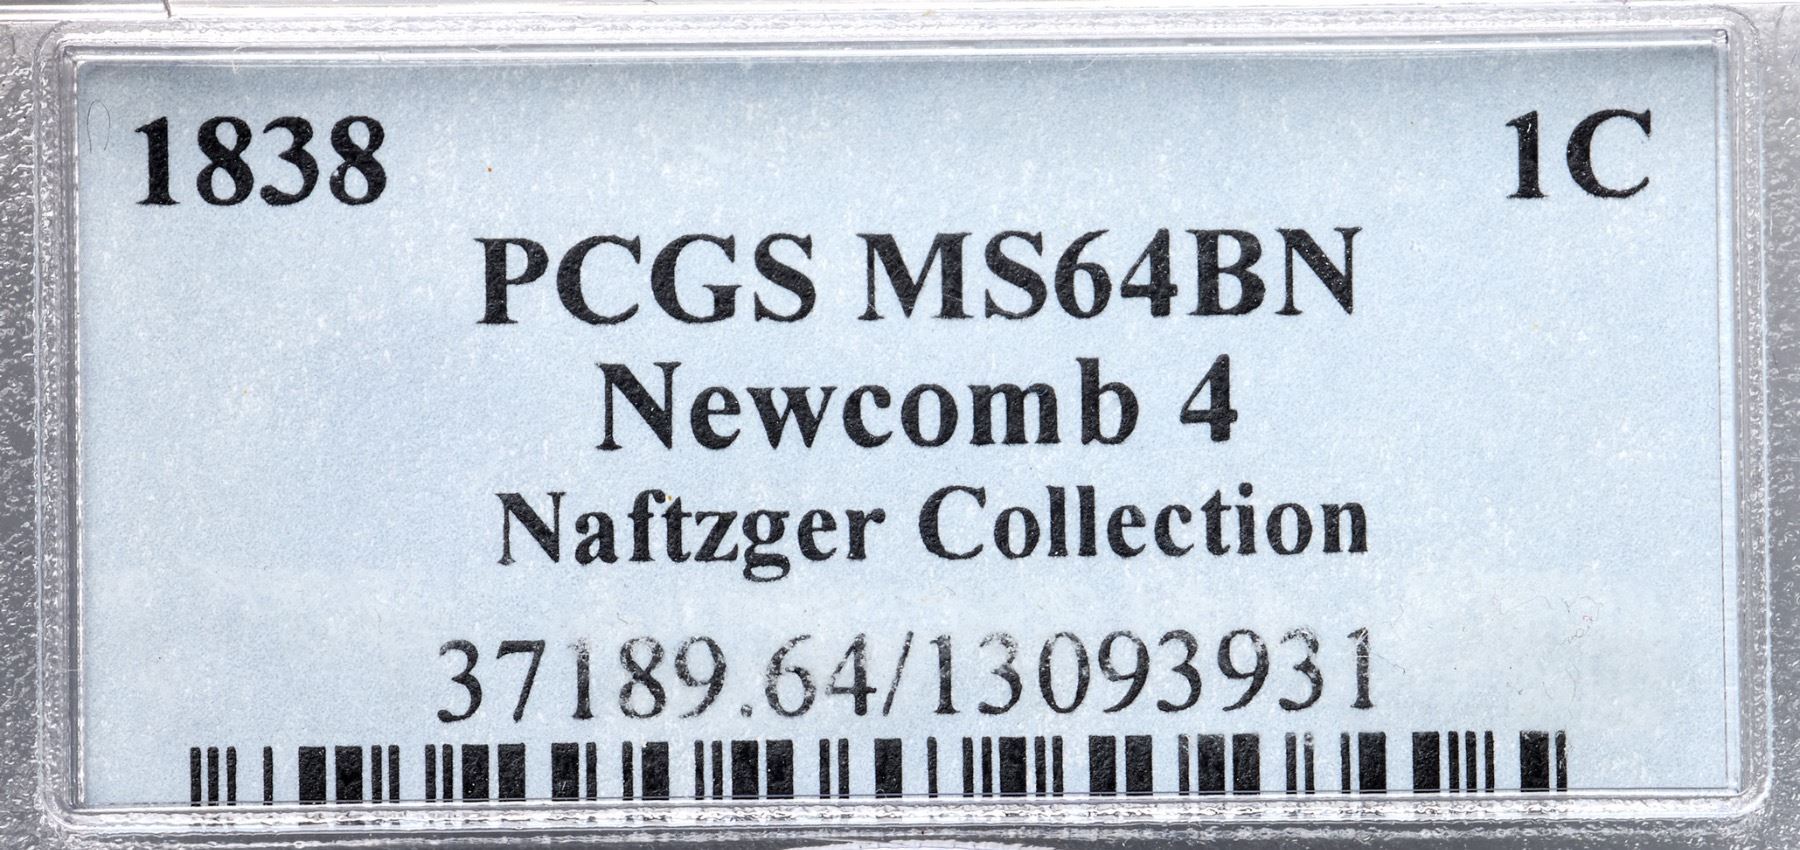 1838 1C
PCGS MS64BN
Newcomb 4
Naftzger Collection
37189.64/13093931